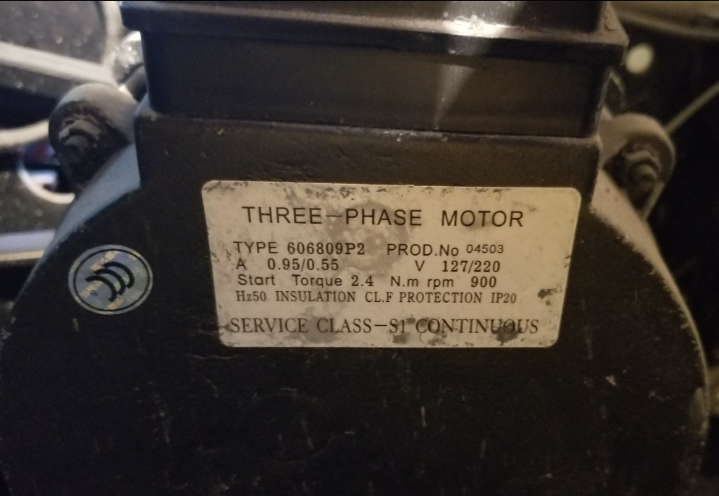 THREE-PHASE MOTOR
TYPE 606809P2 PROD.No 04503
A 0.95/0.55 V 127/220
Start Torque 2.4 N.m rpm 900
Hz50 INSULATION CL.F PROTECTION IP20
SERVICE CLASS-S1 CONTINUOUS